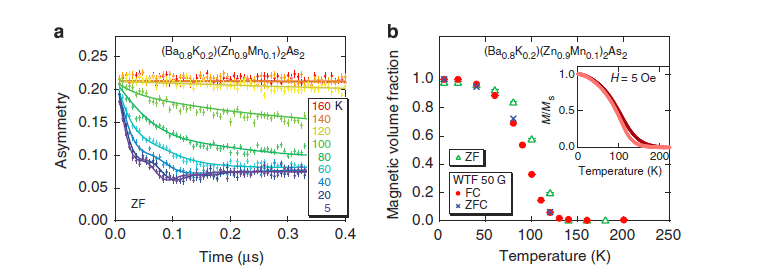 a
(Ba0.8K0.2)(Zn0.9Mn0.1)2As2
0.25
0.20
0.15
0.10
0.05
0.00
Asymmetry
160 K
140
120
100
80
60
40
20
5
ZF
0.0 0.1 0.2 0.3 0.4
Time (μs)
b
(Ba0.8K0.2)(Zn0.9Mn0.1)2As2
Magnetic volume fraction
1.0
0.8
0.6
0.4
0.2
0.0
ZF
WTF 50 G
FC
ZFC
H = 5 Oe
M/Ms
1.0
0.5
0.0
0 100 200
Temperature (K)
0 50 100 150 200 250
Temperature (K)